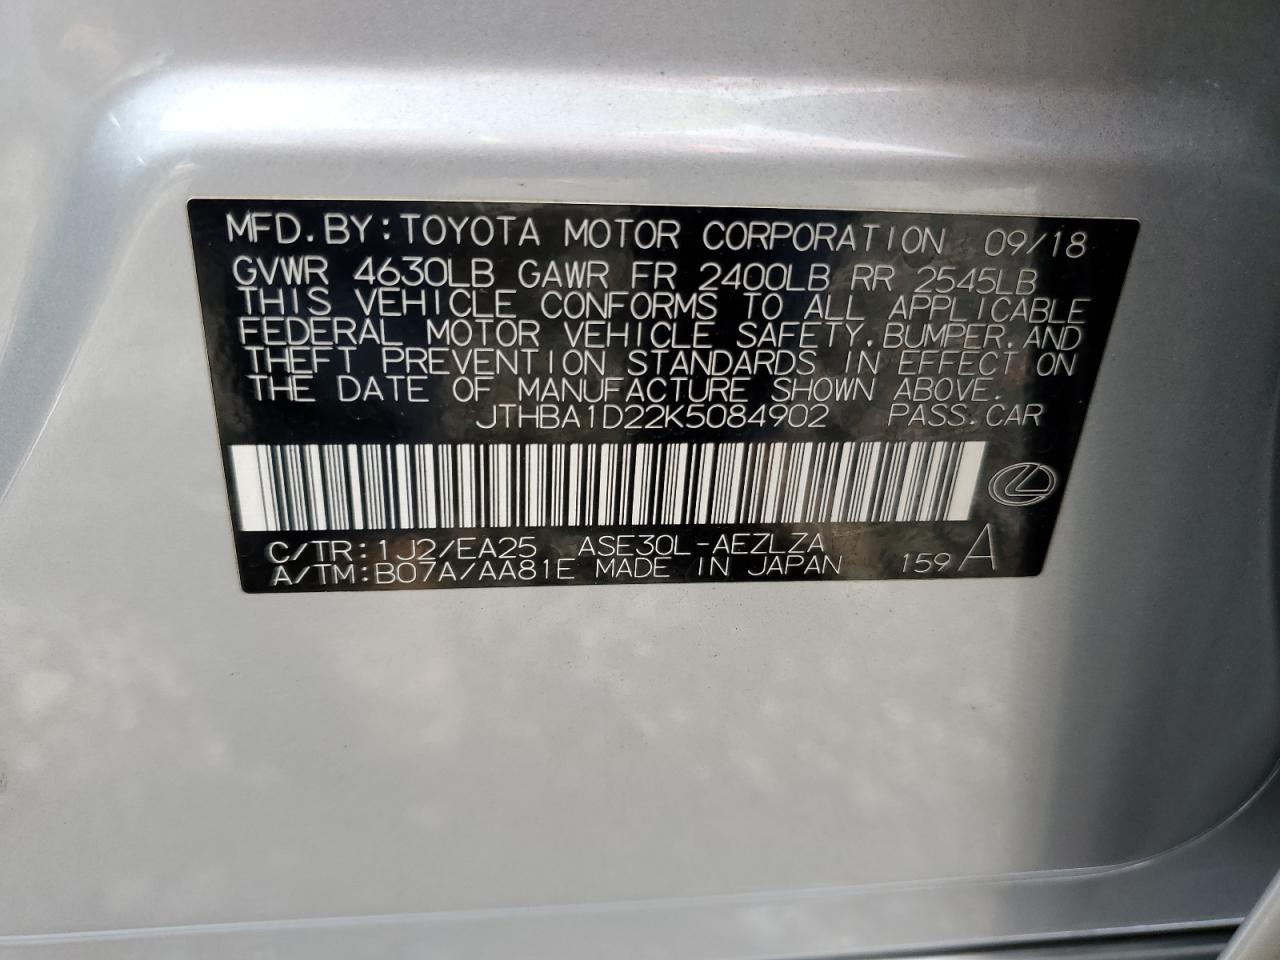 MFD.BY:TOYOTA MOTOR CORPORATION 09/18
GVWR 4630LB GAWR FR 2400LB RR 2545LB
THIS VEHICLE CONFORMS TO ALL APPLICABLE
FEDERAL MOTOR VEHICLE SAFETY,BUMPER,AND
THEFT PREVENTION STANDARDS IN EFFECT ON
THE DATE OF MANUFACTURE SHOWN ABOVE.
JTHBA1D22K5084902 PASS.CAR
C/TR:1J2/EA25 ASE30L-AEZLZA
A/TM:B07A/AA81E MADE IN JAPAN 159 A